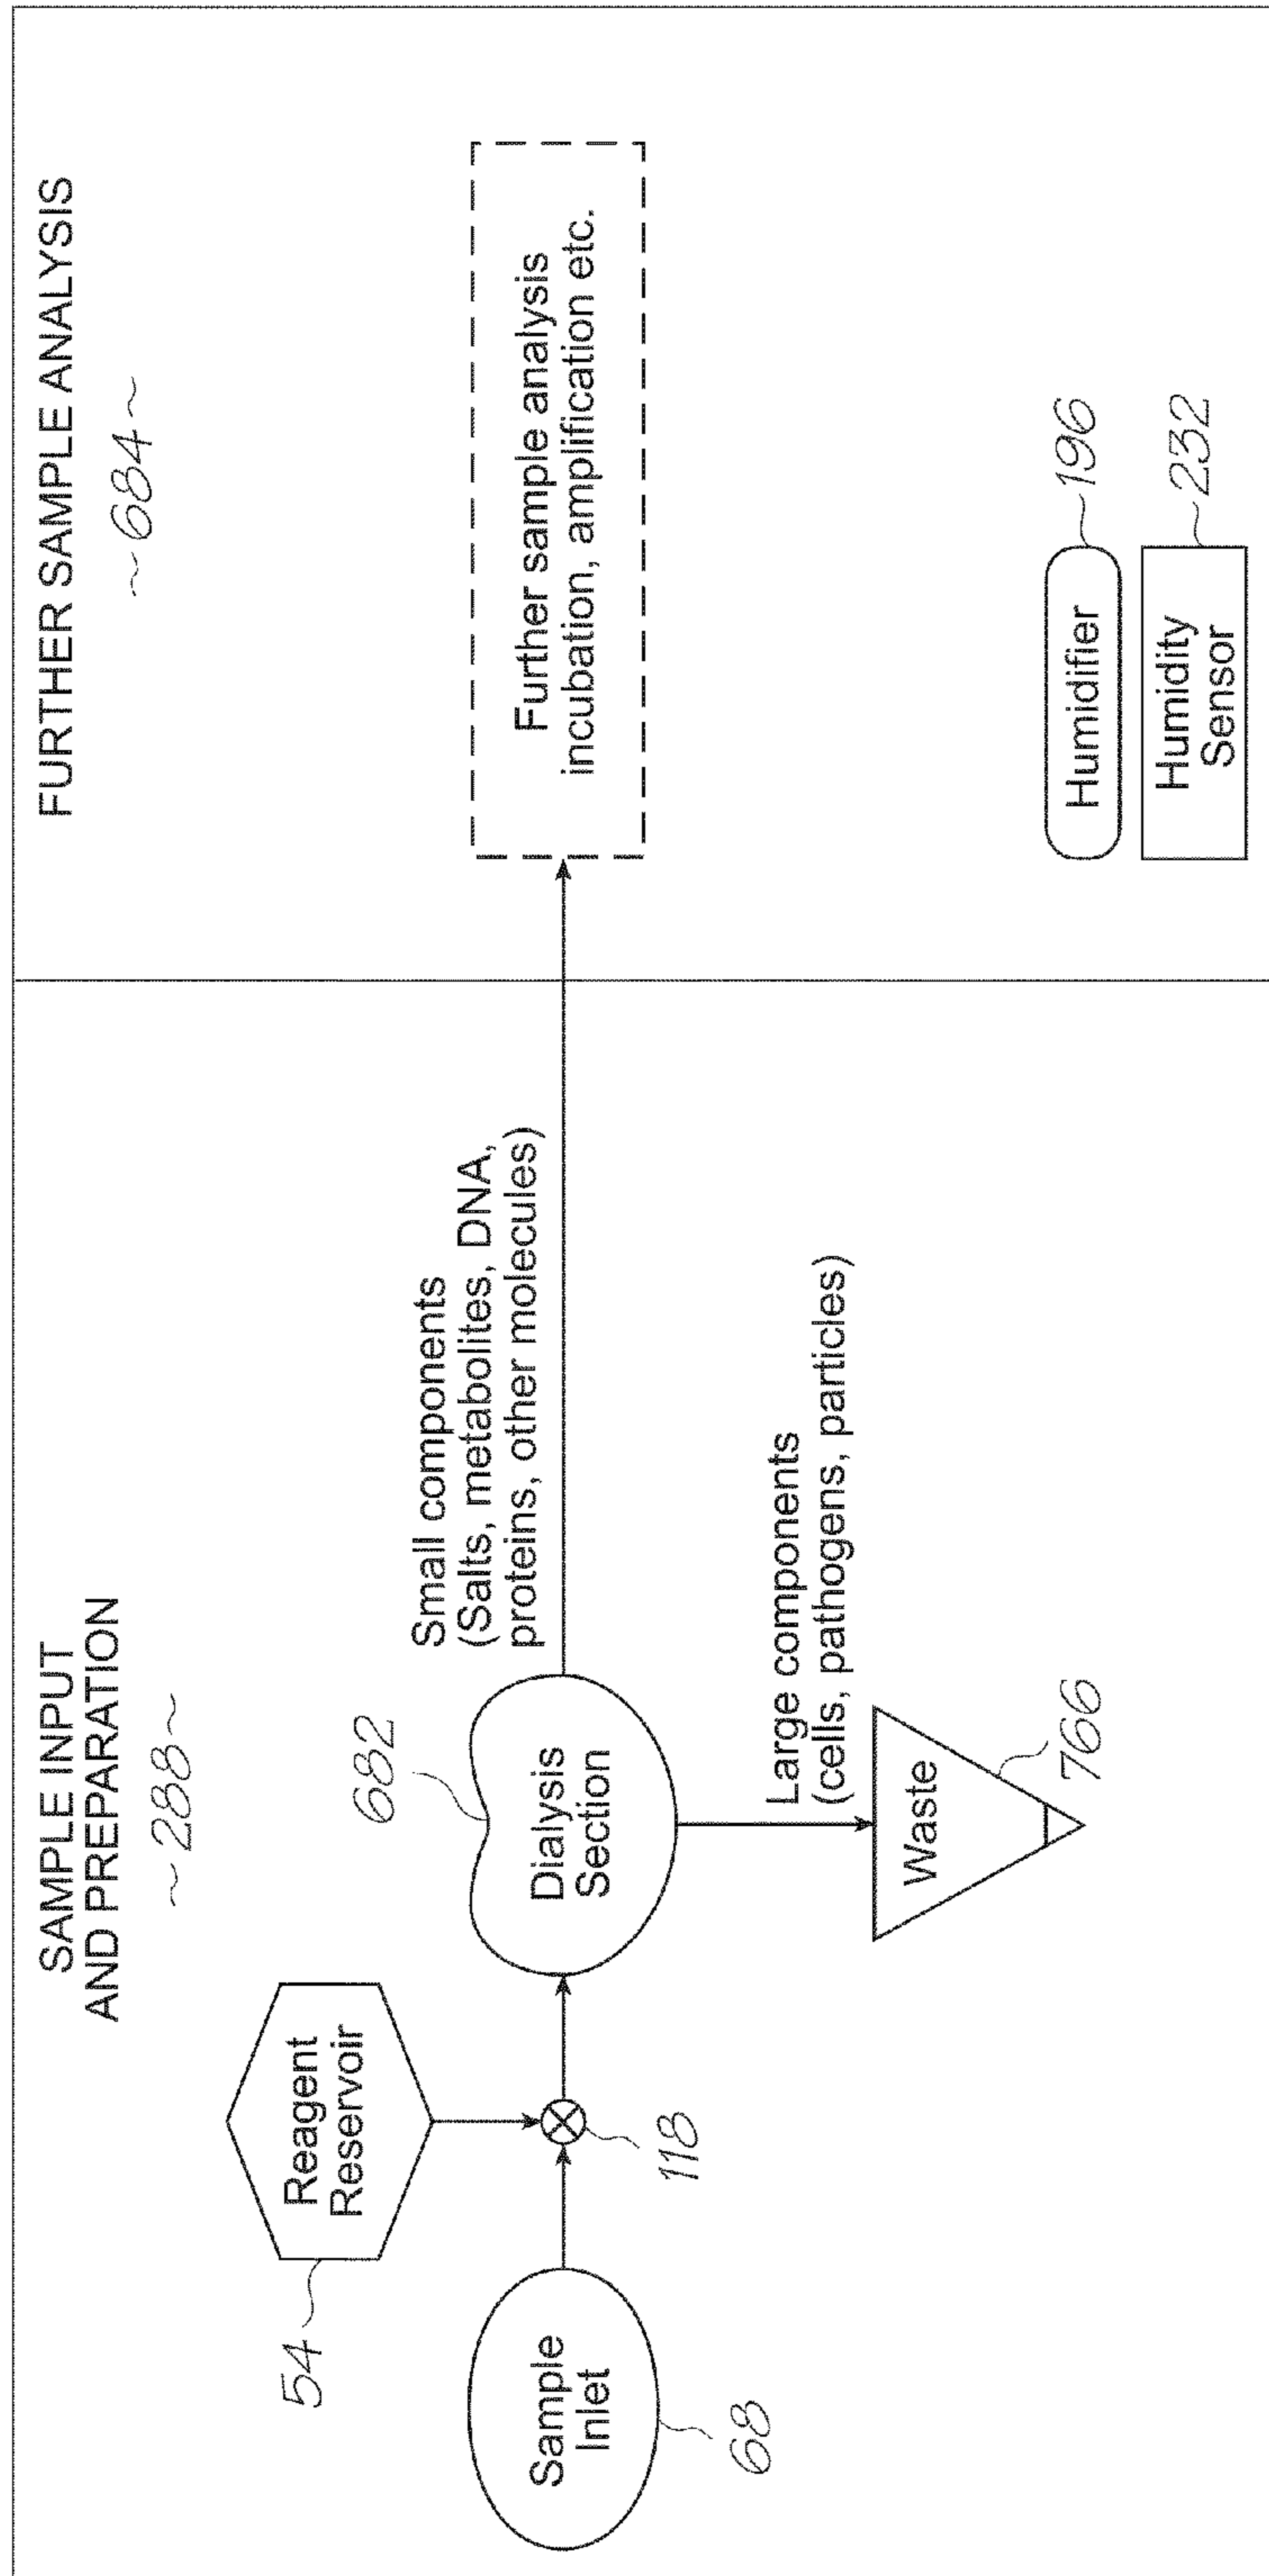 SAMPLE INPUT
AND PREPARATION
~288~
FURTHER SAMPLE ANALYSIS
~684~
54
Reagent
Reservoir
Sample
Inlet
68
118
682
Dialysis
Section
Small components
(Salts, metabolites, DNA,
proteins, other molecules)
Large components
(cells, pathogens, particles)
Waste
766
Further sample analysis
incubation, amplification etc.
Humidifier
196
Humidity
Sensor
232